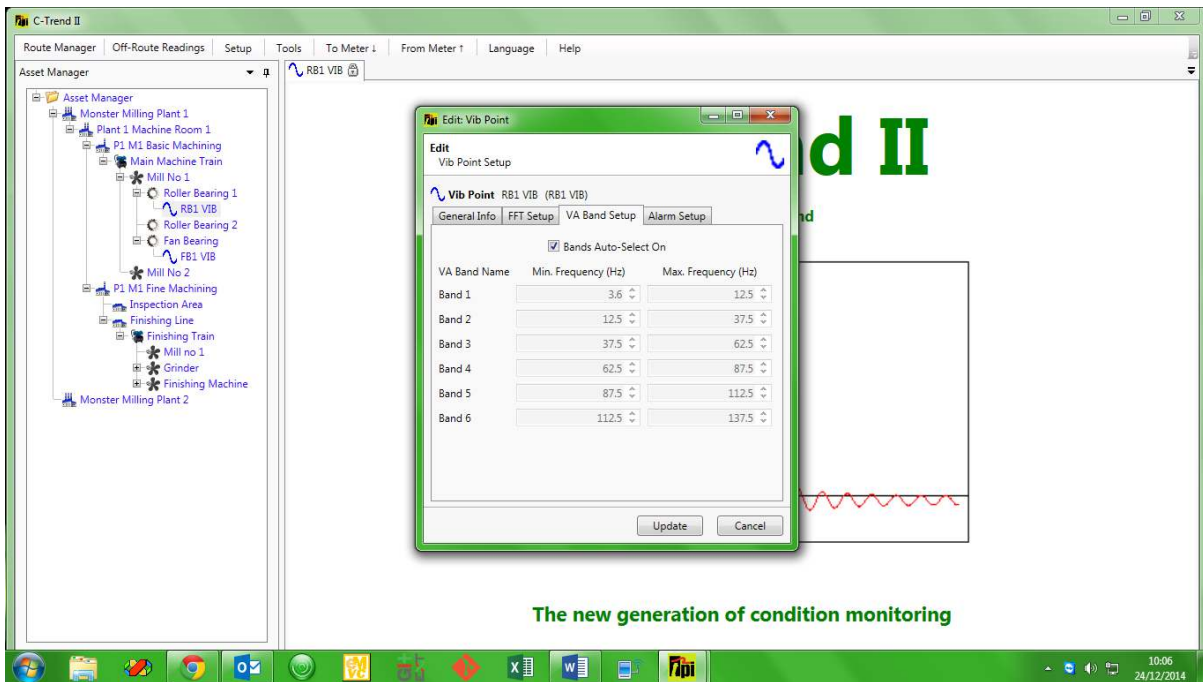 C-Trend II
Route Manager Off-Route Readings Setup Tools To Meter ↓ From Meter ↑ Language Help
Asset Manager
RB1 VIB
Asset Manager
Monster Milling Plant 1
Plant 1 Machine Room 1
P1 M1 Basic Machining
Main Machine Train
Mill No 1
Roller Bearing 1
RB1 VIB
Roller Bearing 2
Fan Bearing
FB1 VIB
Mill No 2
P1 M1 Fine Machining
Inspection Area
Finishing Line
Finishing Train
Mill no 1
Grinder
Finishing Machine
Monster Milling Plant 2
d II
nd
Edit: Vib Point
Edit
Vib Point Setup
Vib Point RB1 VIB (RB1 VIB)
General Info FFT Setup VA Band Setup Alarm Setup
Bands Auto-Select On
VA Band Name Min. Frequency (Hz) Max. Frequency (Hz)
Band 1 3.6 12.5
Band 2 12.5 37.5
Band 3 37.5 62.5
Band 4 62.5 87.5
Band 5 87.5 112.5
Band 6 112.5 137.5
Update Cancel
The new generation of condition monitoring
10:06
24/12/2014